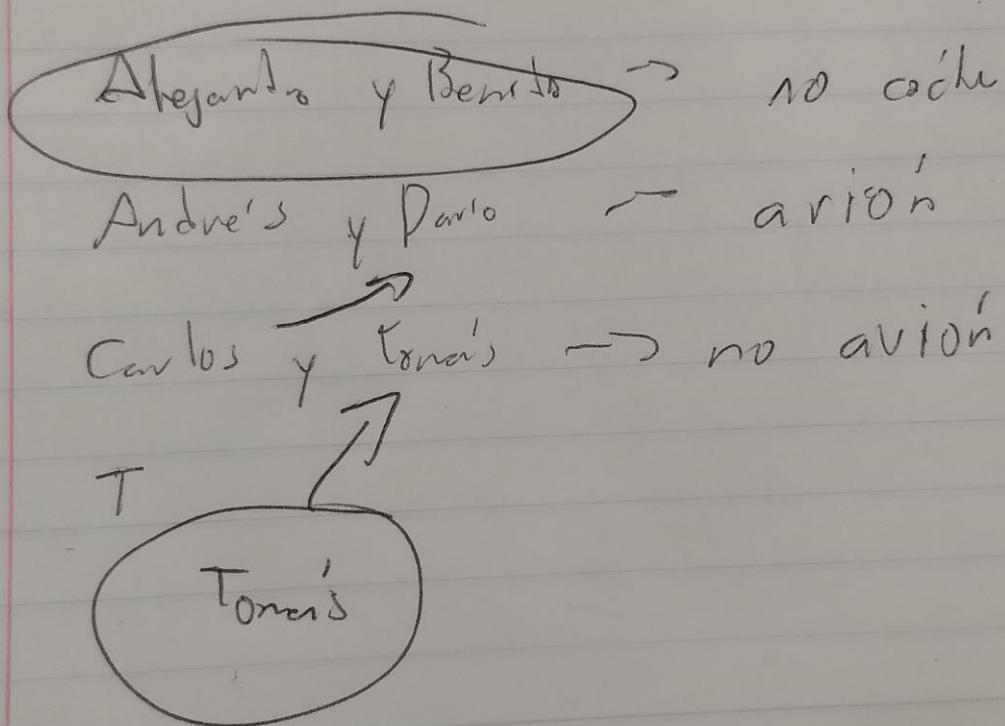 Alejandro y Benito → no coche
Andrés y Darío — avión
Carlos y Tomás → no avión
T
Tomás